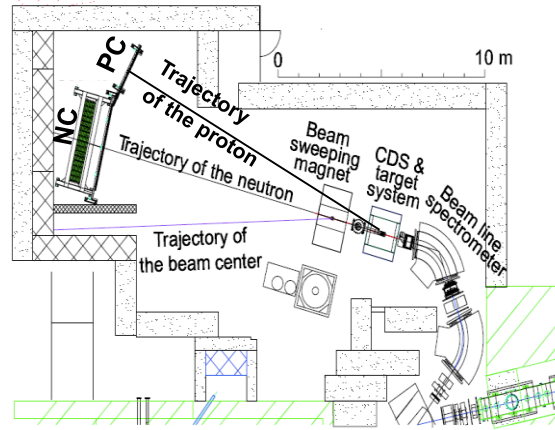 PC
NC
Trajectory
of the proton
0
10 m
Trajectory of the neutron
Beam
sweeping
magnet
CDS &
target
system
Beam line
spectrometer
Trajectory of
the beam center